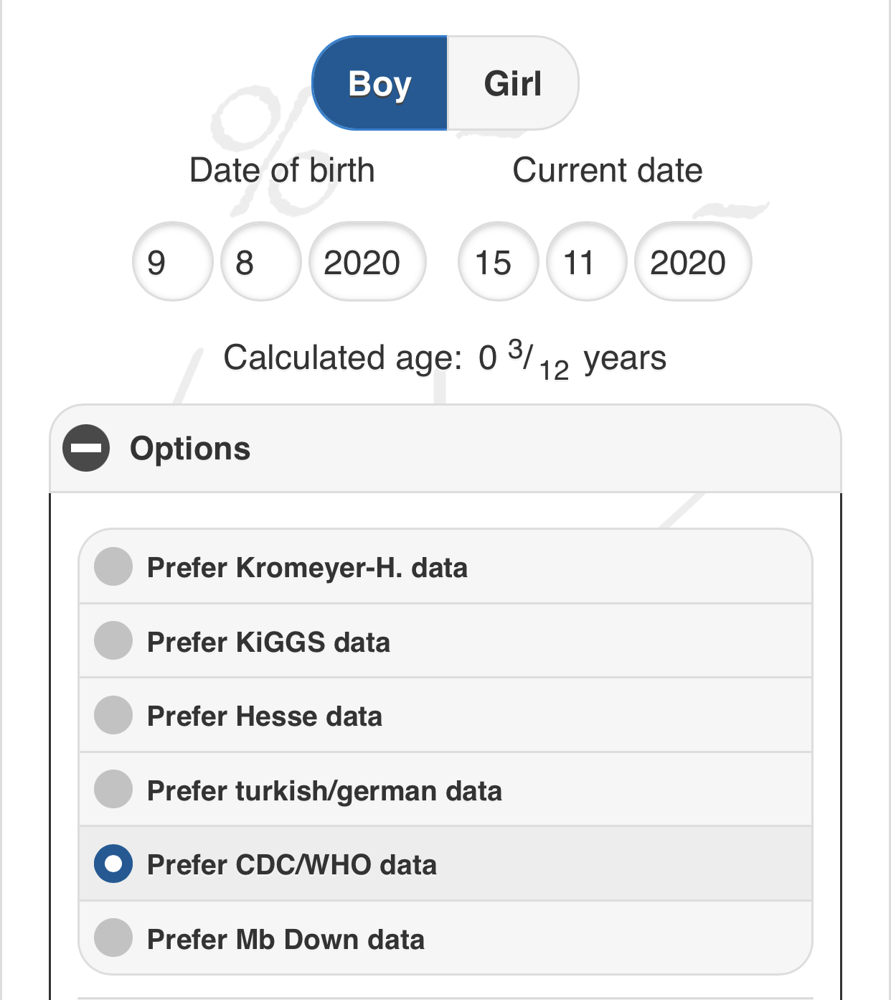 Boy Girl
Date of birth Current date
9 8 2020 15 11 2020
Calculated age: 0 3/12 years
Options
Prefer Kromeyer-H. data
Prefer KiGGS data
Prefer Hesse data
Prefer turkish/german data
Prefer CDC/WHO data
Prefer Mb Down data